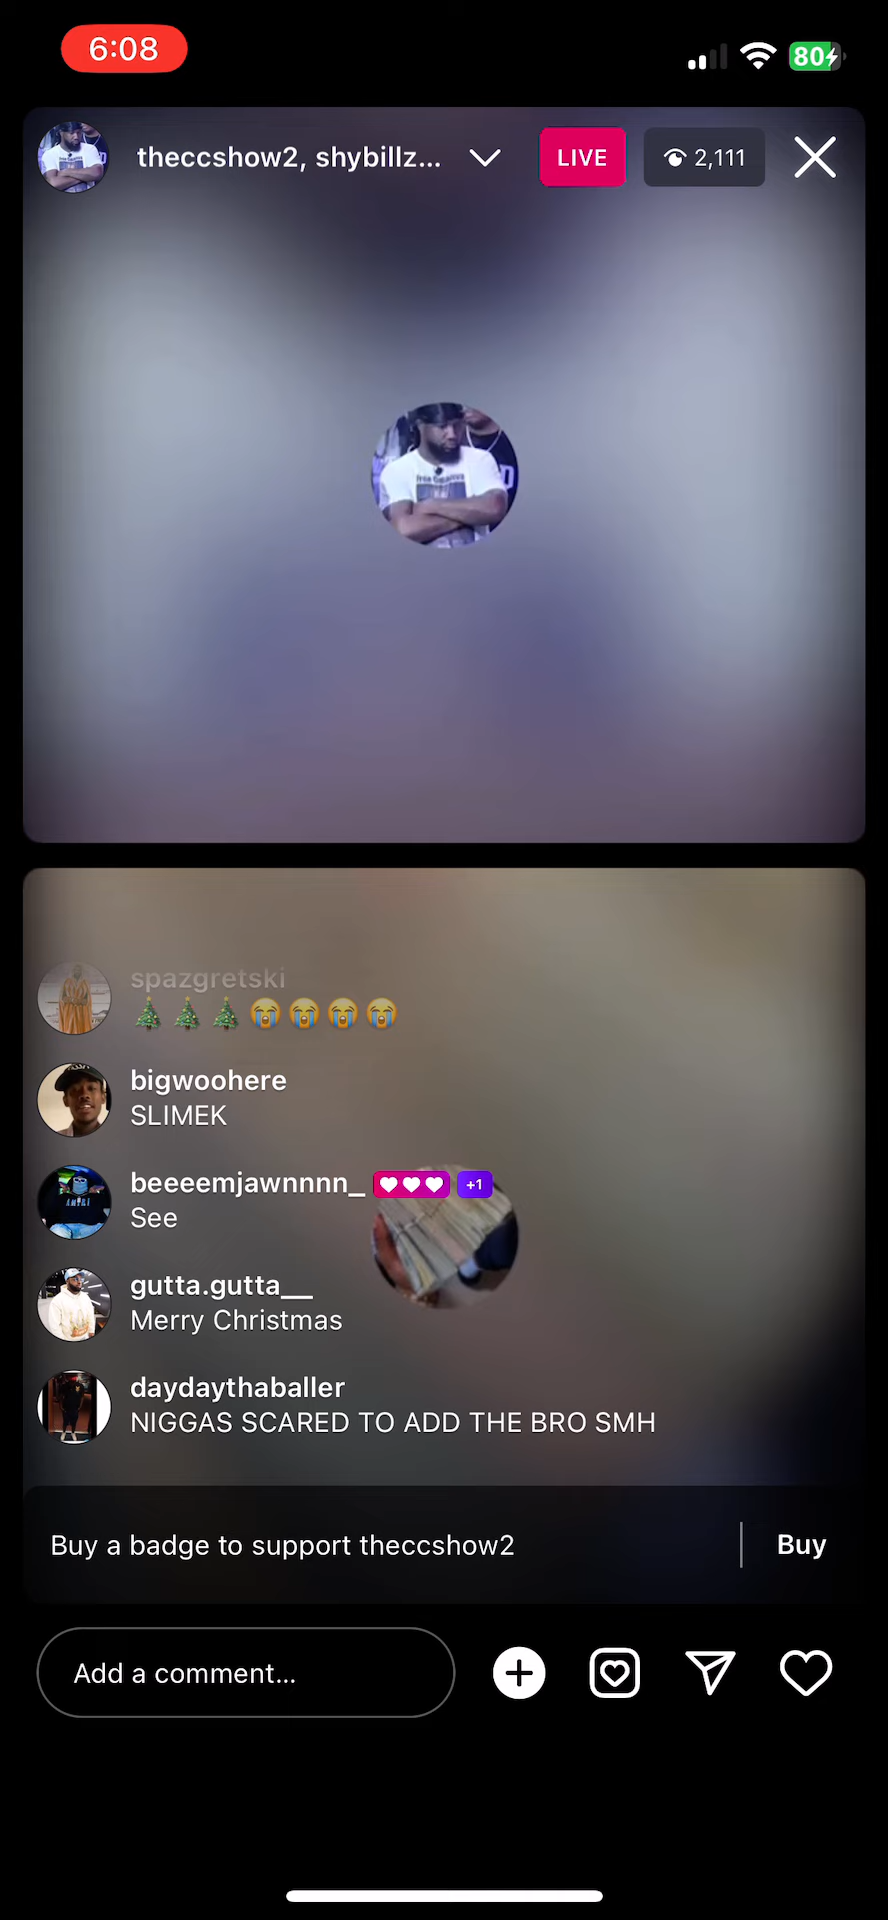 6:08
80
theccshow2, shybillz...
LIVE
2,111
spazgretski
🎄🎄🎄😭😭😭😭
bigwoohere
SLIMEK
beeeemjawnnnn_ +1
See
gutta.gutta__
Merry Christmas
daydaythaballer
NIGGAS SCARED TO ADD THE BRO SMH
Buy a badge to support theccshow2
Buy
Add a comment...